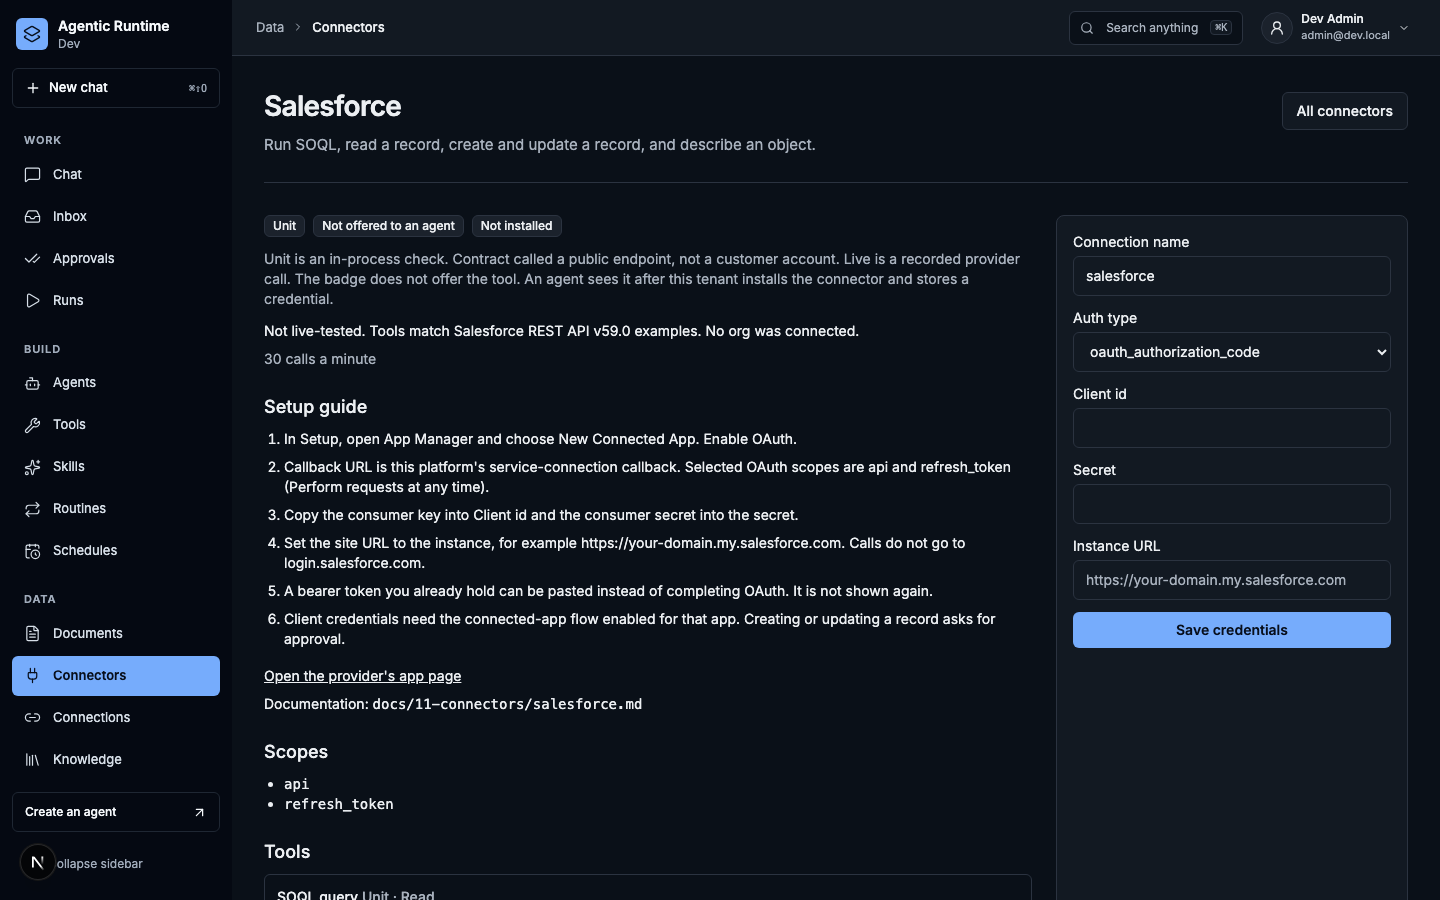 Agentic Runtime
Dev
New chat
⌘⇧O
WORK
Chat
Inbox
Approvals
Runs
BUILD
Agents
Tools
Skills
Routines
Schedules
DATA
Documents
Connectors
Connections
Knowledge
Create an agent
ollapse sidebar
Data > Connectors
Search anything ⌘K
Dev Admin
admin@dev.local
Salesforce
All connectors
Run SOQL, read a record, create and update a record, and describe an object.
Unit
Not offered to an agent
Not installed
Unit is an in-process check. Contract called a public endpoint, not a customer account. Live is a recorded provider
call. The badge does not offer the tool. An agent sees it after this tenant installs the connector and stores a
credential.
Not live-tested. Tools match Salesforce REST API v59.0 examples. No org was connected.
30 calls a minute
Setup guide
1. In Setup, open App Manager and choose New Connected App. Enable OAuth.
2. Callback URL is this platform's service-connection callback. Selected OAuth scopes are api and refresh_token
(Perform requests at any time).
3. Copy the consumer key into Client id and the consumer secret into the secret.
4. Set the site URL to the instance, for example https://your-domain.my.salesforce.com. Calls do not go to
login.salesforce.com.
5. A bearer token you already hold can be pasted instead of completing OAuth. It is not shown again.
6. Client credentials need the connected-app flow enabled for that app. Creating or updating a record asks for
approval.
Open the provider's app page
Documentation: docs/11-connectors/salesforce.md
Scopes
• api
• refresh_token
Tools
SOQL query Unit · Read
Connection name
salesforce
Auth type
oauth_authorization_code
Client id
Secret
Instance URL
https://your-domain.my.salesforce.com
Save credentials